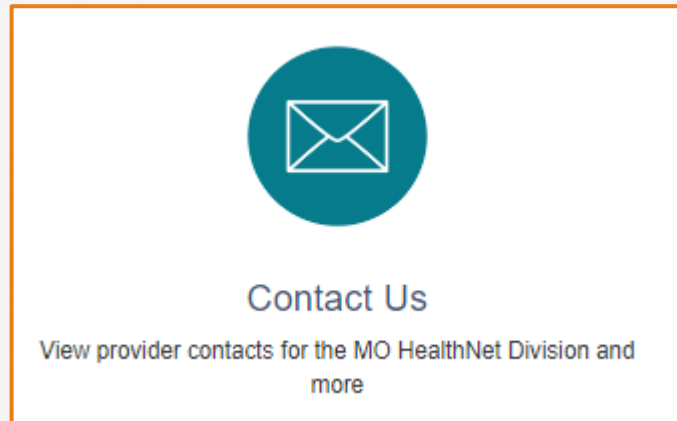 Contact Us
View provider contacts for the MO HealthNet Division and
more